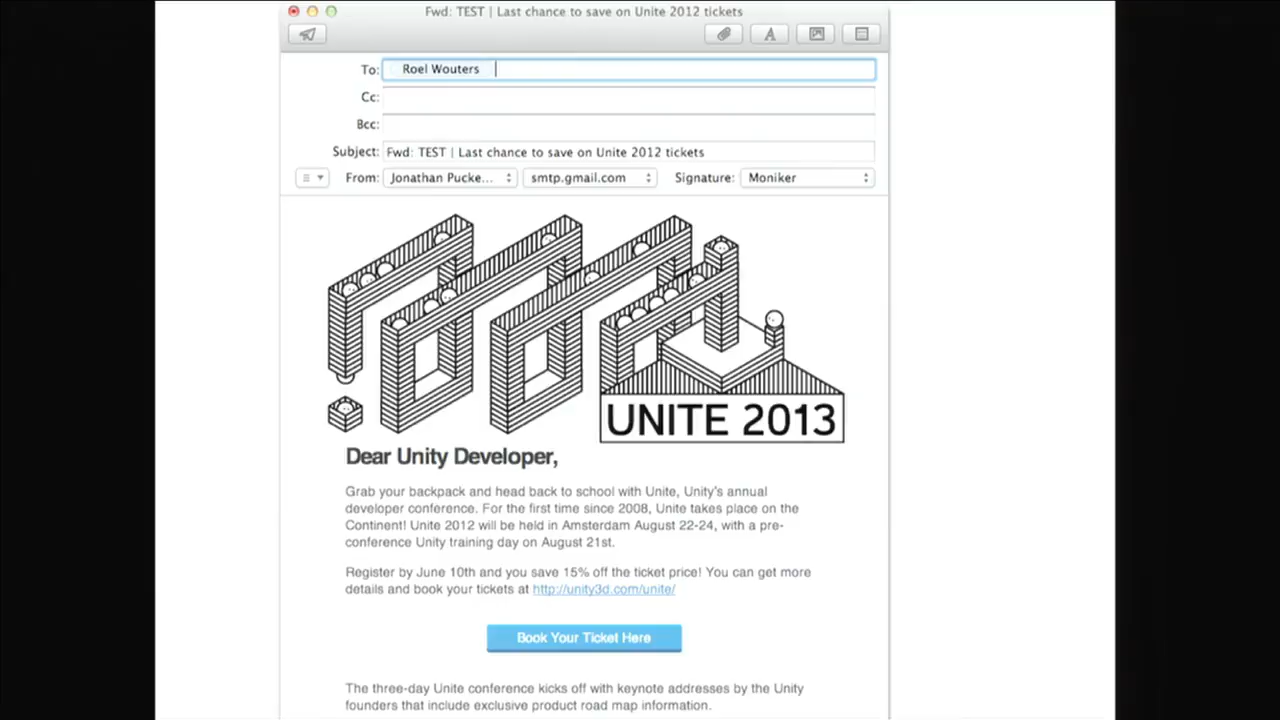 Fwd: TEST | Last chance to save on Unite 2012 tickets
A
To: Roel Wouters
Cc:
Bcc:
Subject: Fwd: TEST | Last chance to save on Unite 2012 tickets
From: Jonathan Pucke... smtp.gmail.com Signature: Moniker
UNITE 2013
Dear Unity Developer,
Grab your backpack and head back to school with Unite, Unity's annual
developer conference. For the first time since 2008, Unite takes place on the
Continent! Unite 2012 will be held in Amsterdam August 22-24, with a pre-
conference Unity training day on August 21st.
Register by June 10th and you save 15% off the ticket price! You can get more
details and book your tickets at http://unity3d.com/unite/
Book Your Ticket Here
The three-day Unite conference kicks off with keynote addresses by the Unity
founders that include exclusive product road map information.